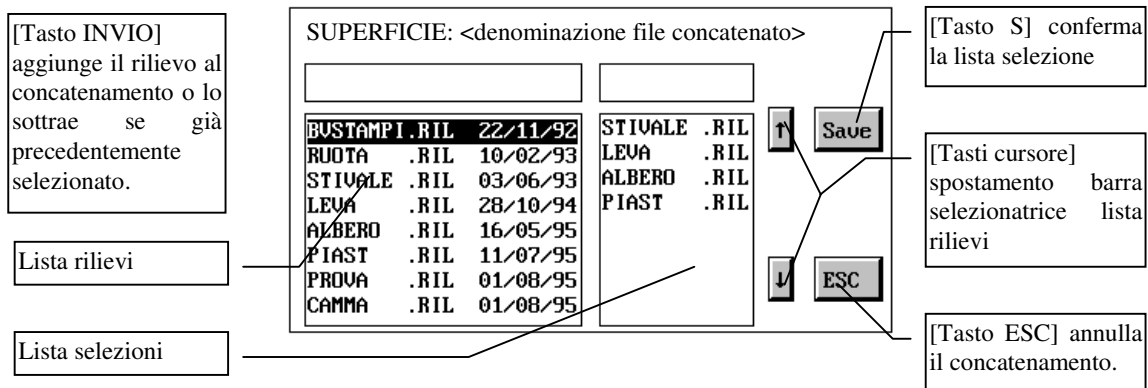 [Tasto INVIO]
aggiunge il rilievo al
concatenamento o lo
sottrae se già
precedentemente
selezionato.
Lista rilievi
Lista selezioni
SUPERFICIE: <denominazione file concatenato>
BVSTAMPI.RIL 22/11/92
RUOTA .RIL 10/02/93
STIVALE .RIL 03/06/93
LEVA .RIL 28/10/94
ALBERO .RIL 16/05/95
PIAST .RIL 11/07/95
PROVA .RIL 01/08/95
CAMMA .RIL 01/08/95
STIVALE .RIL
LEVA .RIL
ALBERO .RIL
PIAST .RIL
↑
Save
↓
ESC
[Tasto S] conferma
la lista selezione
[Tasti cursore]
spostamento barra
selezionatrice lista
rilievi
[Tasto ESC] annulla
il concatenamento.